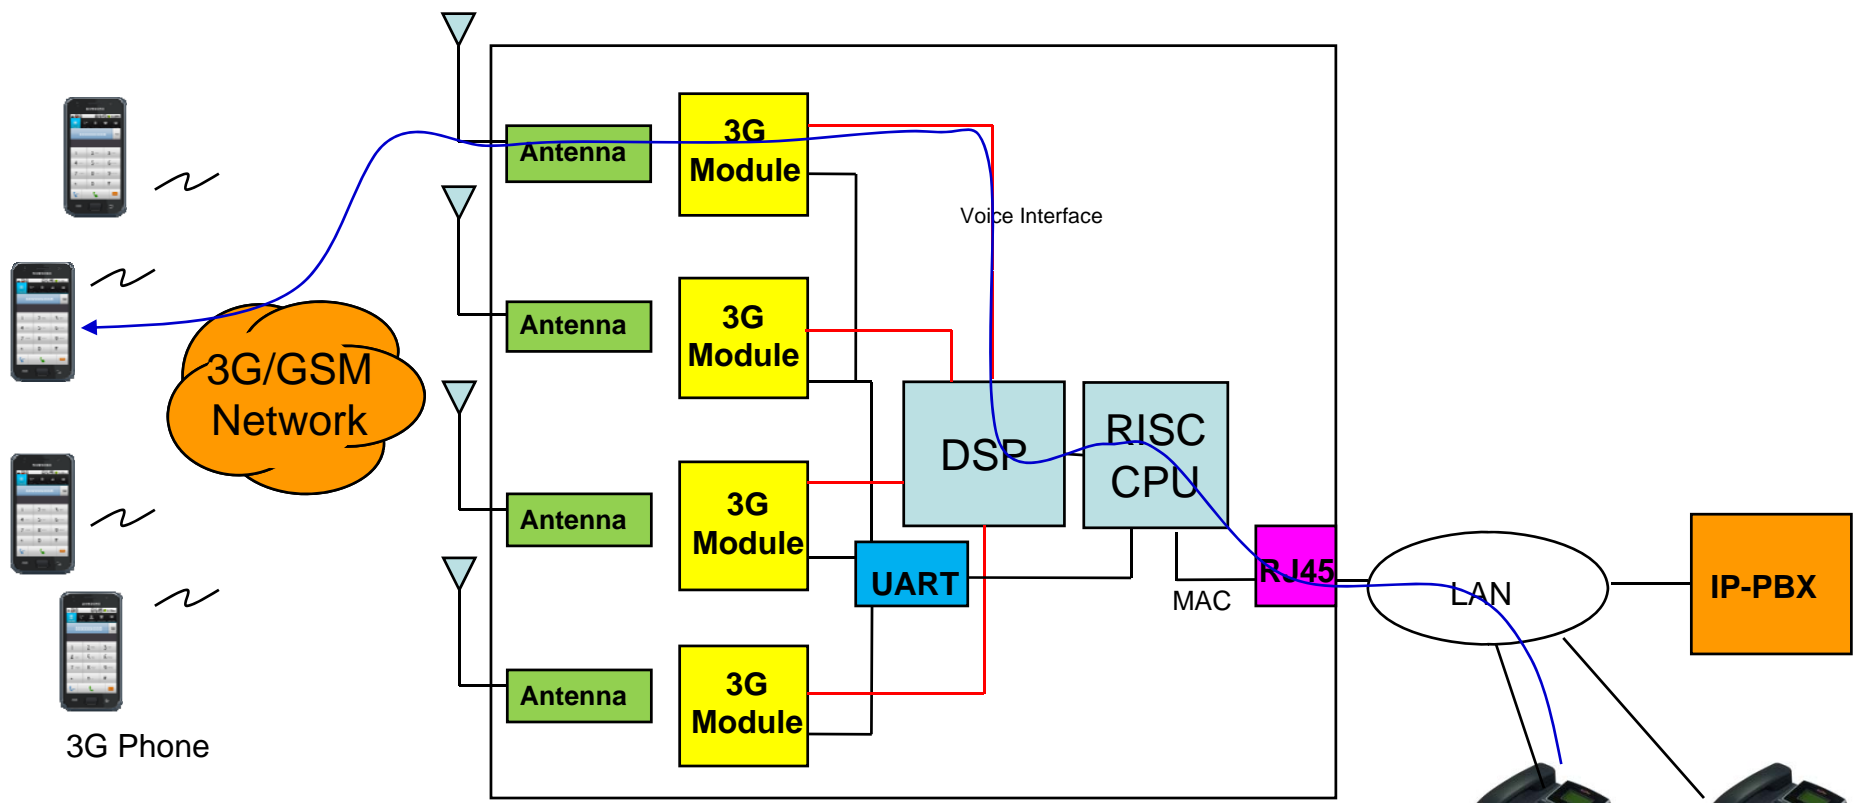 Antenna
3G
Module
Voice Interface
Antenna
3G
Module
3G/GSM
Network
DSP
RISC
CPU
Antenna
3G
Module
UART
MAC
RJ45
LAN
IP-PBX
Antenna
3G
Module
3G Phone